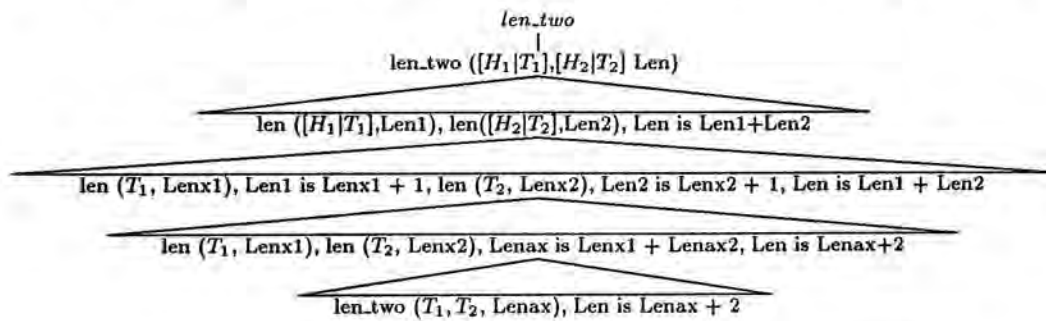 len_two
len_two ([H₁|T₁],[H₂|T₂] Len)
len ([H₁|T₁],Len1), len([H₂|T₂],Len2), Len is Len1+Len2
len (T₁, Lenx1), Len1 is Lenx1 + 1, len (T₂, Lenx2), Len2 is Lenx2 + 1, Len is Len1 + Len2
len (T₁, Lenx1), len (T₂, Lenx2), Lenax is Lenx1 + Lenax2, Len is Lenax+2
len_two (T₁, T₂, Lenax), Len is Lenax + 2